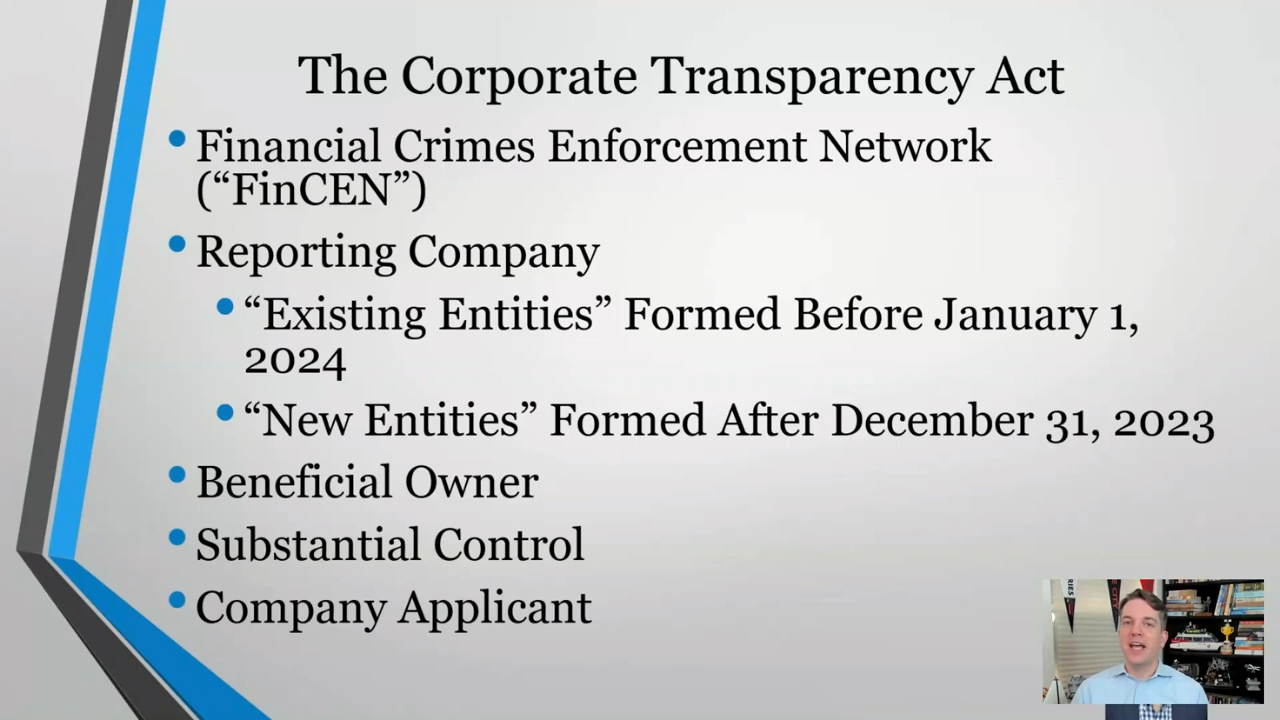 The Corporate Transparency Act
• Financial Crimes Enforcement Network
(“FinCEN”)
• Reporting Company
• “Existing Entities” Formed Before January 1,
2024
• “New Entities” Formed After December 31, 2023
• Beneficial Owner
• Substantial Control
• Company Applicant